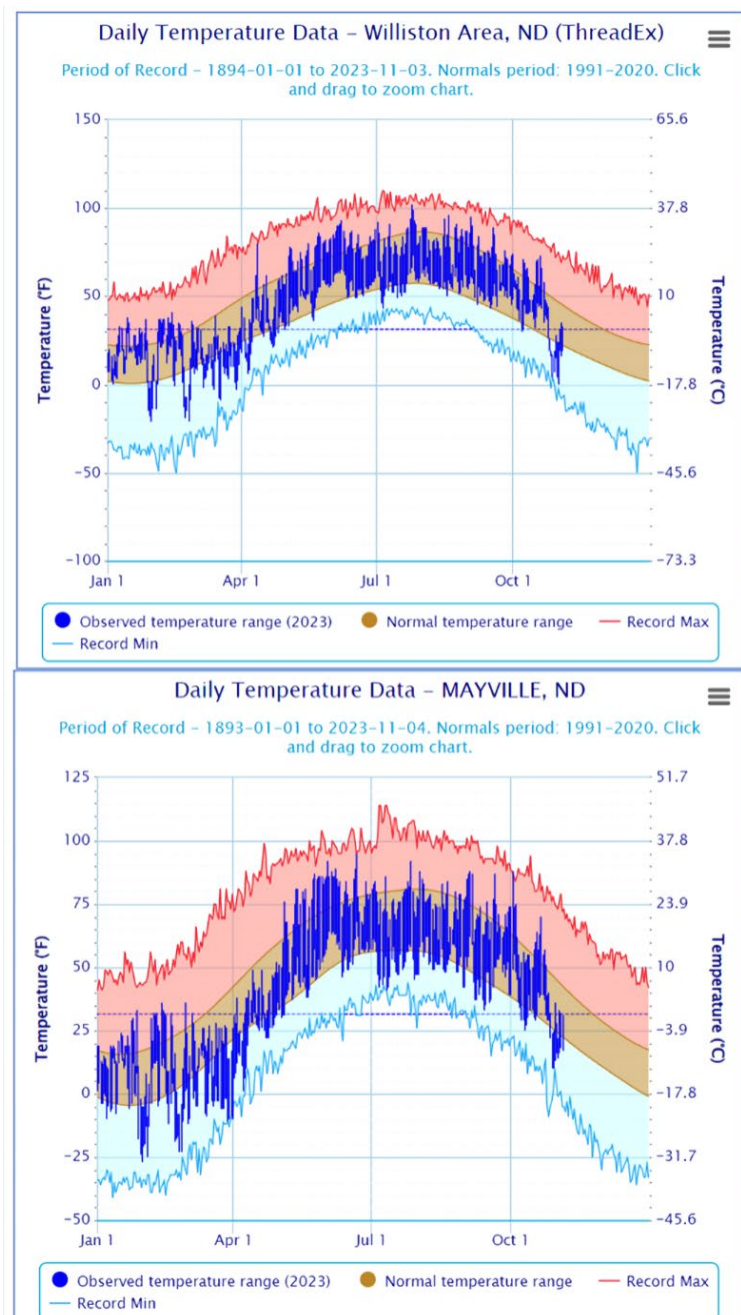 Daily Temperature Data – Williston Area, ND (ThreadEx)
Period of Record – 1894-01-01 to 2023-11-03. Normals period: 1991-2020. Click
and drag to zoom chart.
150
65.6
100
37.8
50
10
0
-17.8
-50
-45.6
-100
-73.3
Temperature (°F)
Temperature (°C)
Jan 1
Apr 1
Jul 1
Oct 1
Observed temperature range (2023)
Normal temperature range
Record Max
Record Min
Daily Temperature Data – MAYVILLE, ND
Period of Record – 1893-01-01 to 2023-11-04. Normals period: 1991-2020. Click
and drag to zoom chart.
125
51.7
100
37.8
75
23.9
50
10
25
-3.9
0
-17.8
-25
-31.7
-50
-45.6
Temperature (°F)
Temperature (°C)
Jan 1
Apr 1
Jul 1
Oct 1
Observed temperature range (2023)
Normal temperature range
Record Max
Record Min